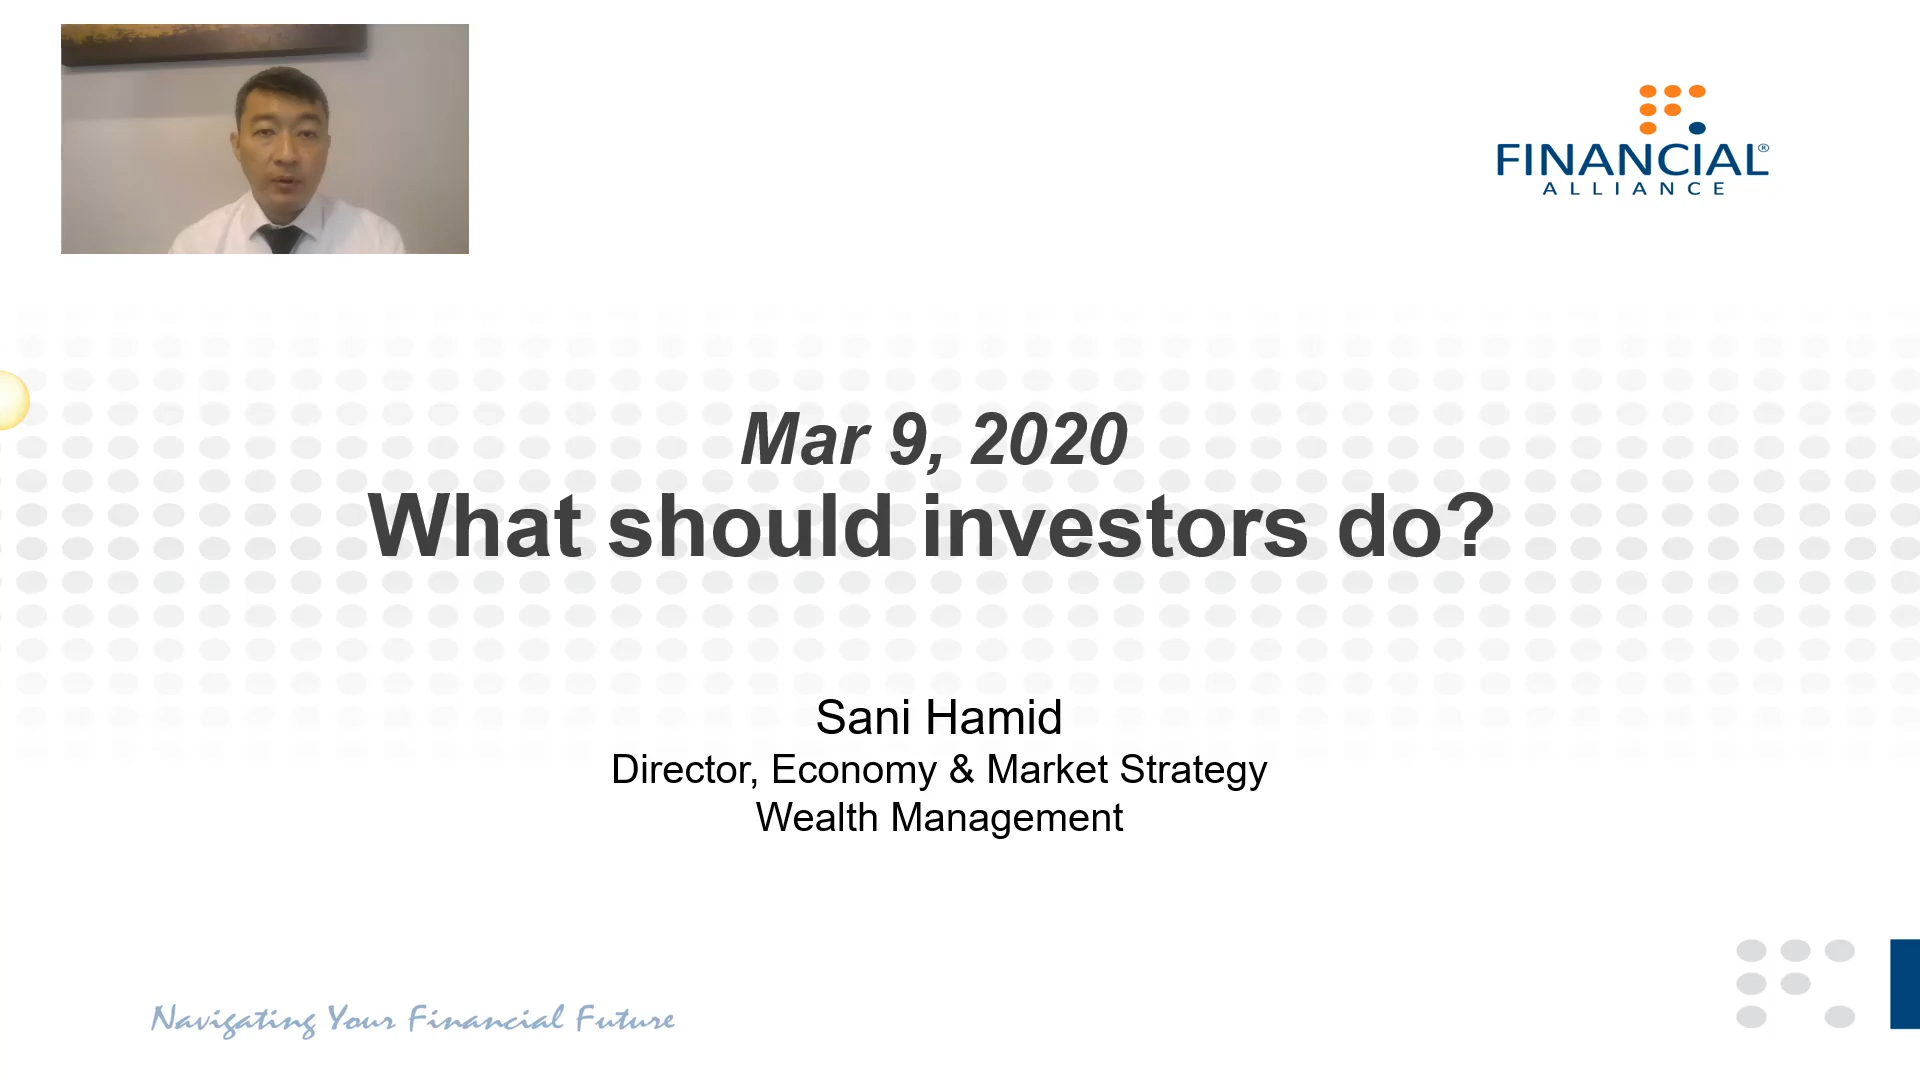 FINANCIAL®
ALLIANCE
Mar 9, 2020
What should investors do?
Sani Hamid
Director, Economy & Market Strategy
Wealth Management
Navigating Your Financial Future